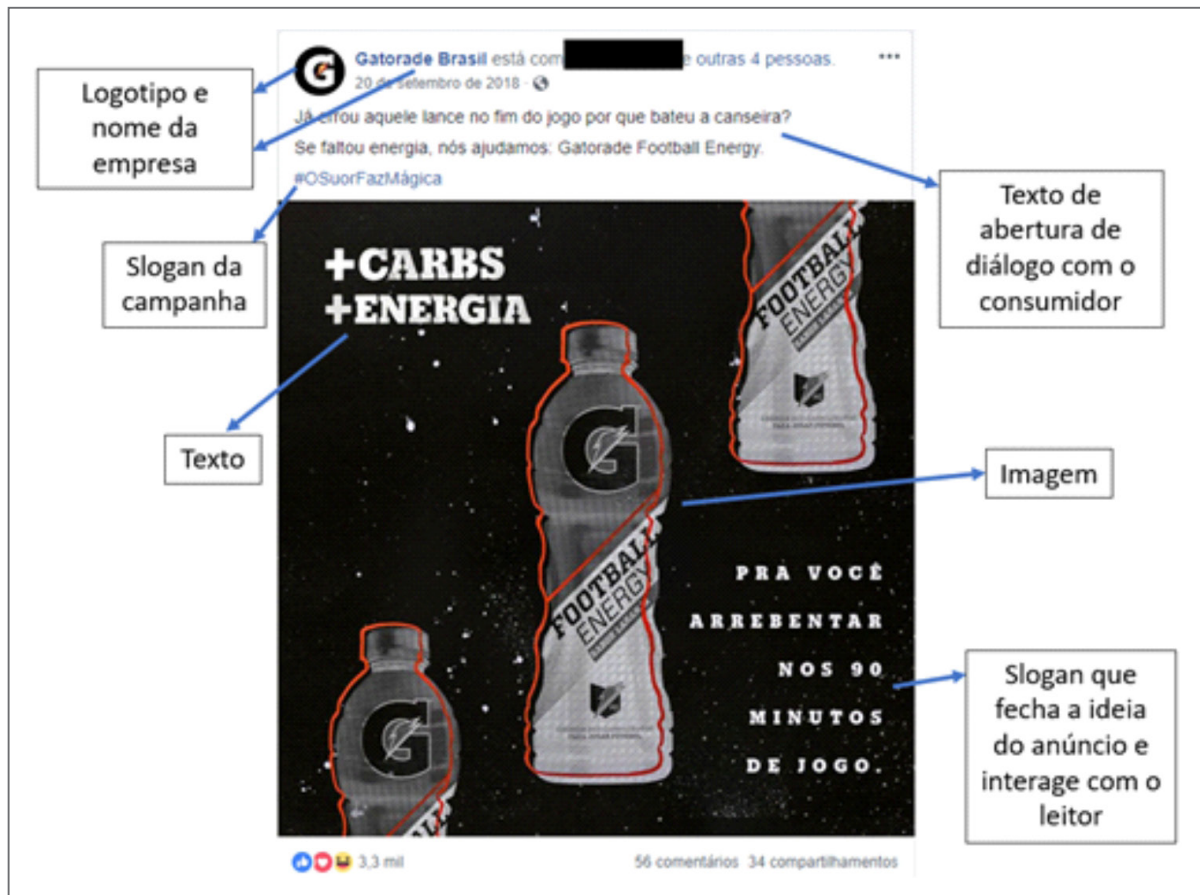 Gatorade Brasil está com e outras 4 pessoas.
20 de setembro de 2018
Já errou aquele lance no fim do jogo por que bateu a canseira?
Se faltou energia, nós ajudamos: Gatorade Football Energy.
#OSuorFazMágica
Logotipo e
nome da
empresa
Texto de
abertura de
diálogo com o
consumidor
Slogan da
campanha
+CARBS
+ENERGIA
Texto
FOOTBALL
ENERGY
G
Imagem
FOOTBALL
ENERGY
PRA VOCÊ
ARREBENTAR
NOS 90
MINUTOS
DE JOGO.
Slogan que
fecha a ideia
do anúncio e
interage com o
leitor
G
ALL
3,3 mil
56 comentários 34 compartilhamentos